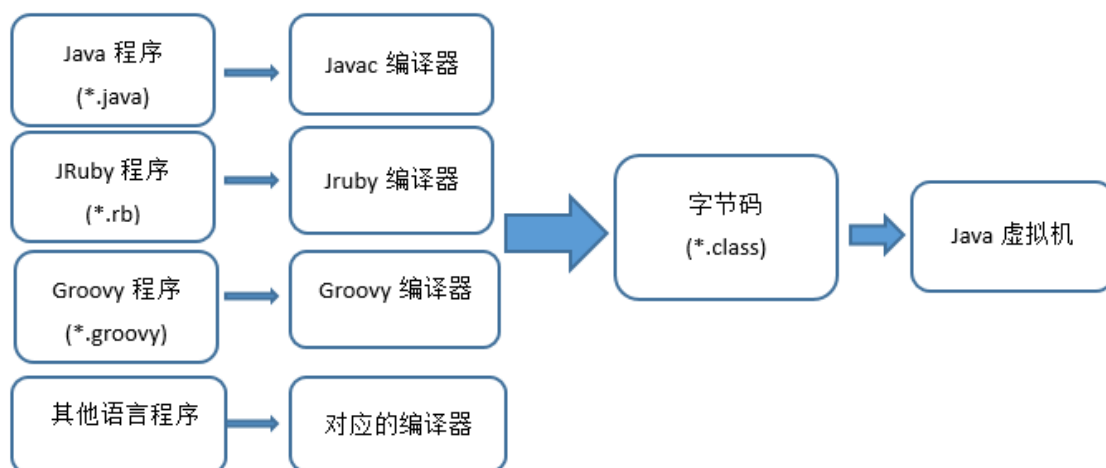 Java 程序
(*.java)
Javac 编译器
JRuby 程序
(*.rb)
Jruby 编译器
Groovy 程序
(*.groovy)
Groovy 编译器
其他语言程序
对应的编译器
字节码
(*.class)
Java 虚拟机